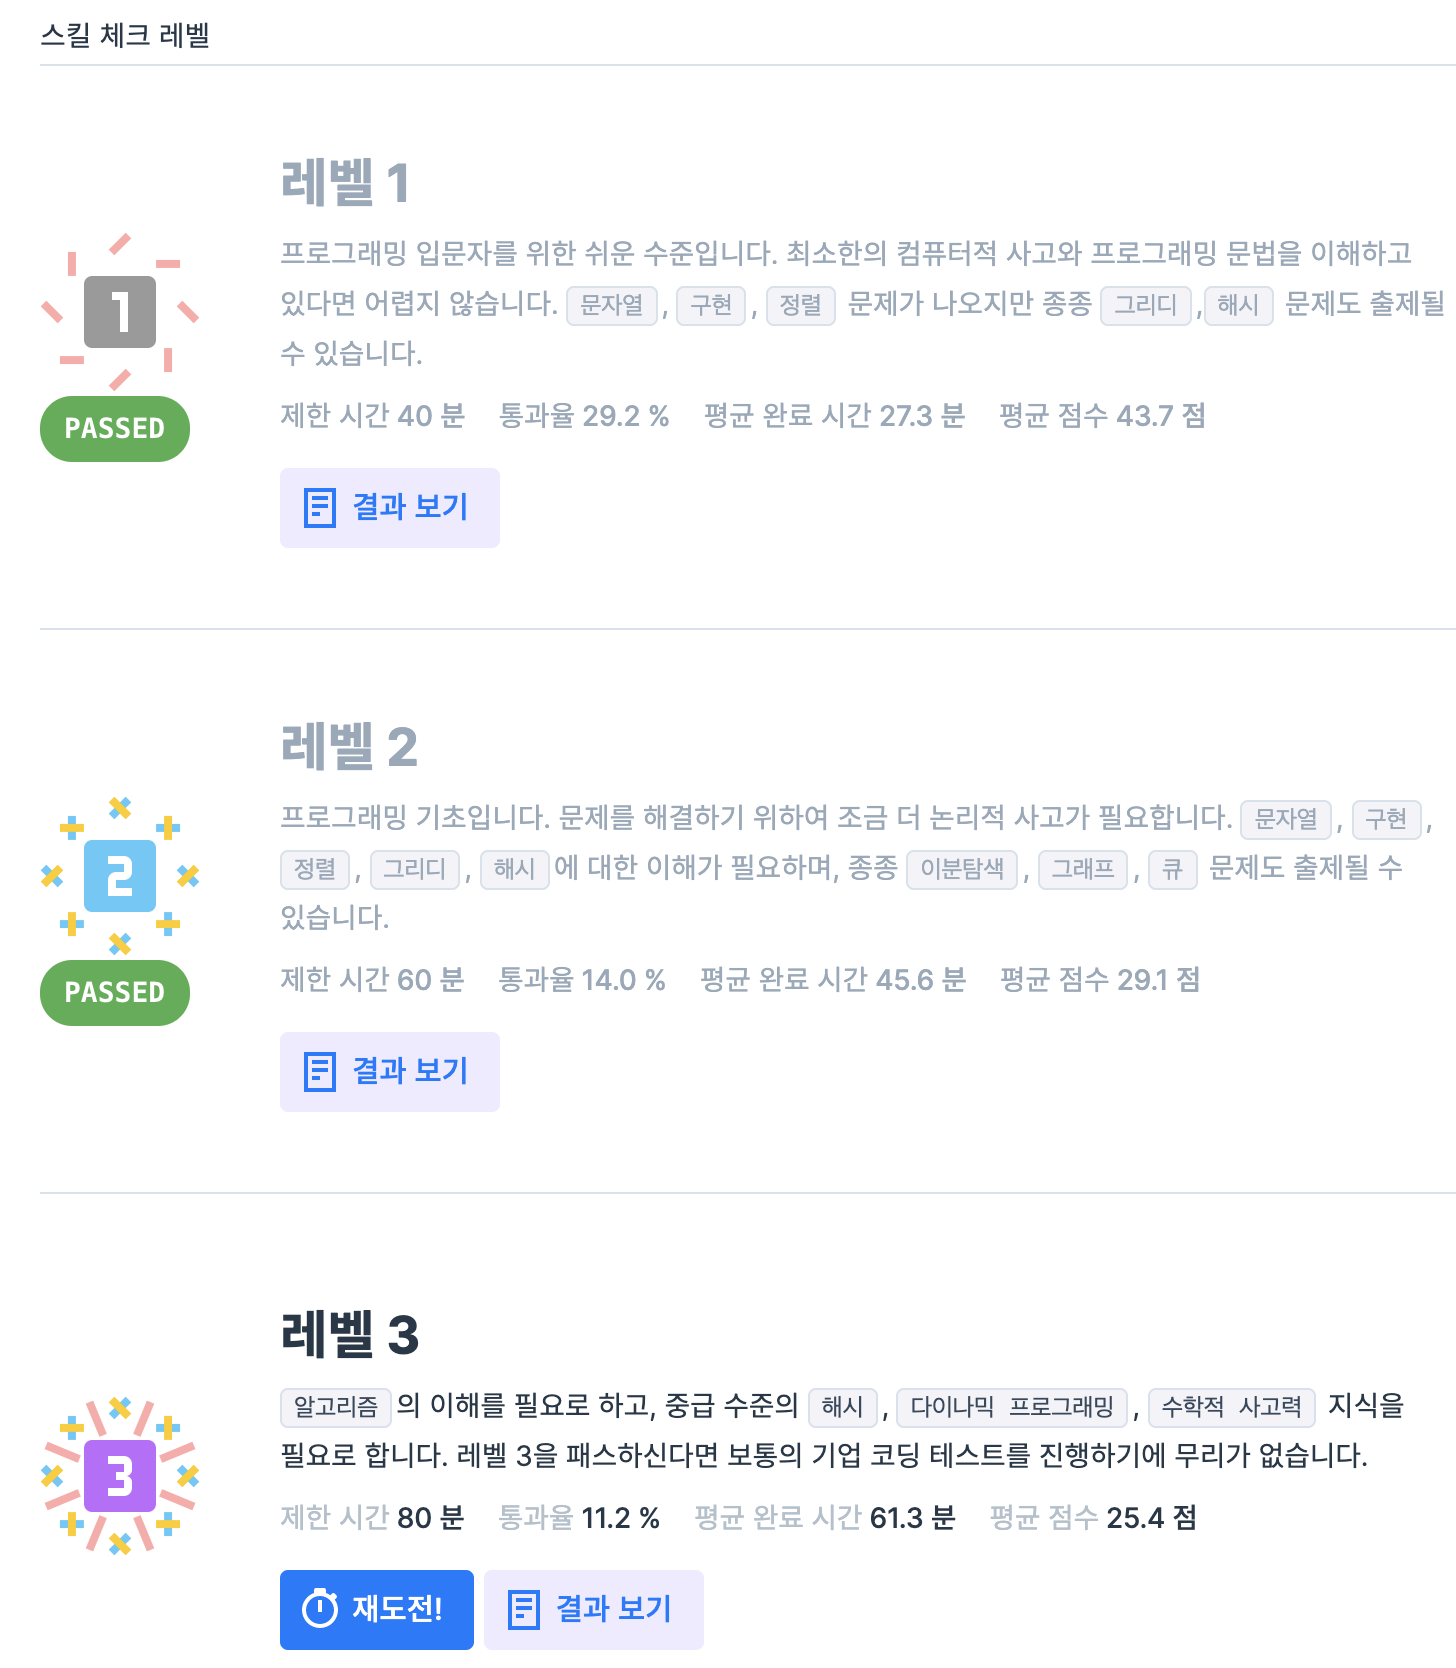 스킬 체크 레벨
레벨 1
1
프로그래밍 입문자를 위한 쉬운 수준입니다. 최소한의 컴퓨터적 사고와 프로그래밍 문법을 이해하고
있다면 어렵지 않습니다. 문자열, 구현, 정렬 문제가 나오지만 종종 그리디,해시 문제도 출제될
수 있습니다.
PASSED
제한 시간 40 분 통과율 29.2 % 평균 완료 시간 27.3 분 평균 점수 43.7 점
결과 보기
레벨 2
2
프로그래밍 기초입니다. 문제를 해결하기 위하여 조금 더 논리적 사고가 필요합니다. 문자열, 구현,
정렬, 그리디, 해시에 대한 이해가 필요하며, 종종 이분탐색, 그래프, 큐 문제도 출제될 수
있습니다.
PASSED
제한 시간 60 분 통과율 14.0 % 평균 완료 시간 45.6 분 평균 점수 29.1 점
결과 보기
레벨 3
3
알고리즘의 이해를 필요로 하고, 중급 수준의 해시, 다이나믹 프로그래밍, 수학적 사고력 지식을
필요로 합니다. 레벨 3을 패스하신다면 보통의 기업 코딩 테스트를 진행하기에 무리가 없습니다.
제한 시간 80 분 통과율 11.2 % 평균 완료 시간 61.3 분 평균 점수 25.4 점
재도전! 결과 보기